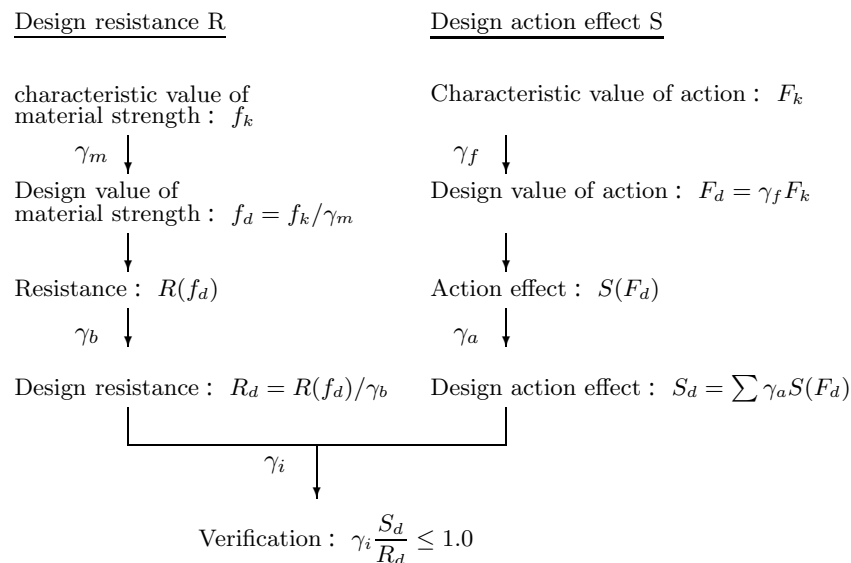 Design resistance R
characteristic value of
material strength : f_k
γ_m
Design value of
material strength : f_d = f_k/γ_m
Resistance : R(f_d)
γ_b
Design resistance : R_d = R(f_d)/γ_b
Design action effect S
Characteristic value of action : F_k
γ_f
Design value of action : F_d = γ_f F_k
Action effect : S(F_d)
γ_a
Design action effect : S_d = ∑ γ_a S(F_d)
γ_i
Verification : γ_i S_d/R_d ≤ 1.0